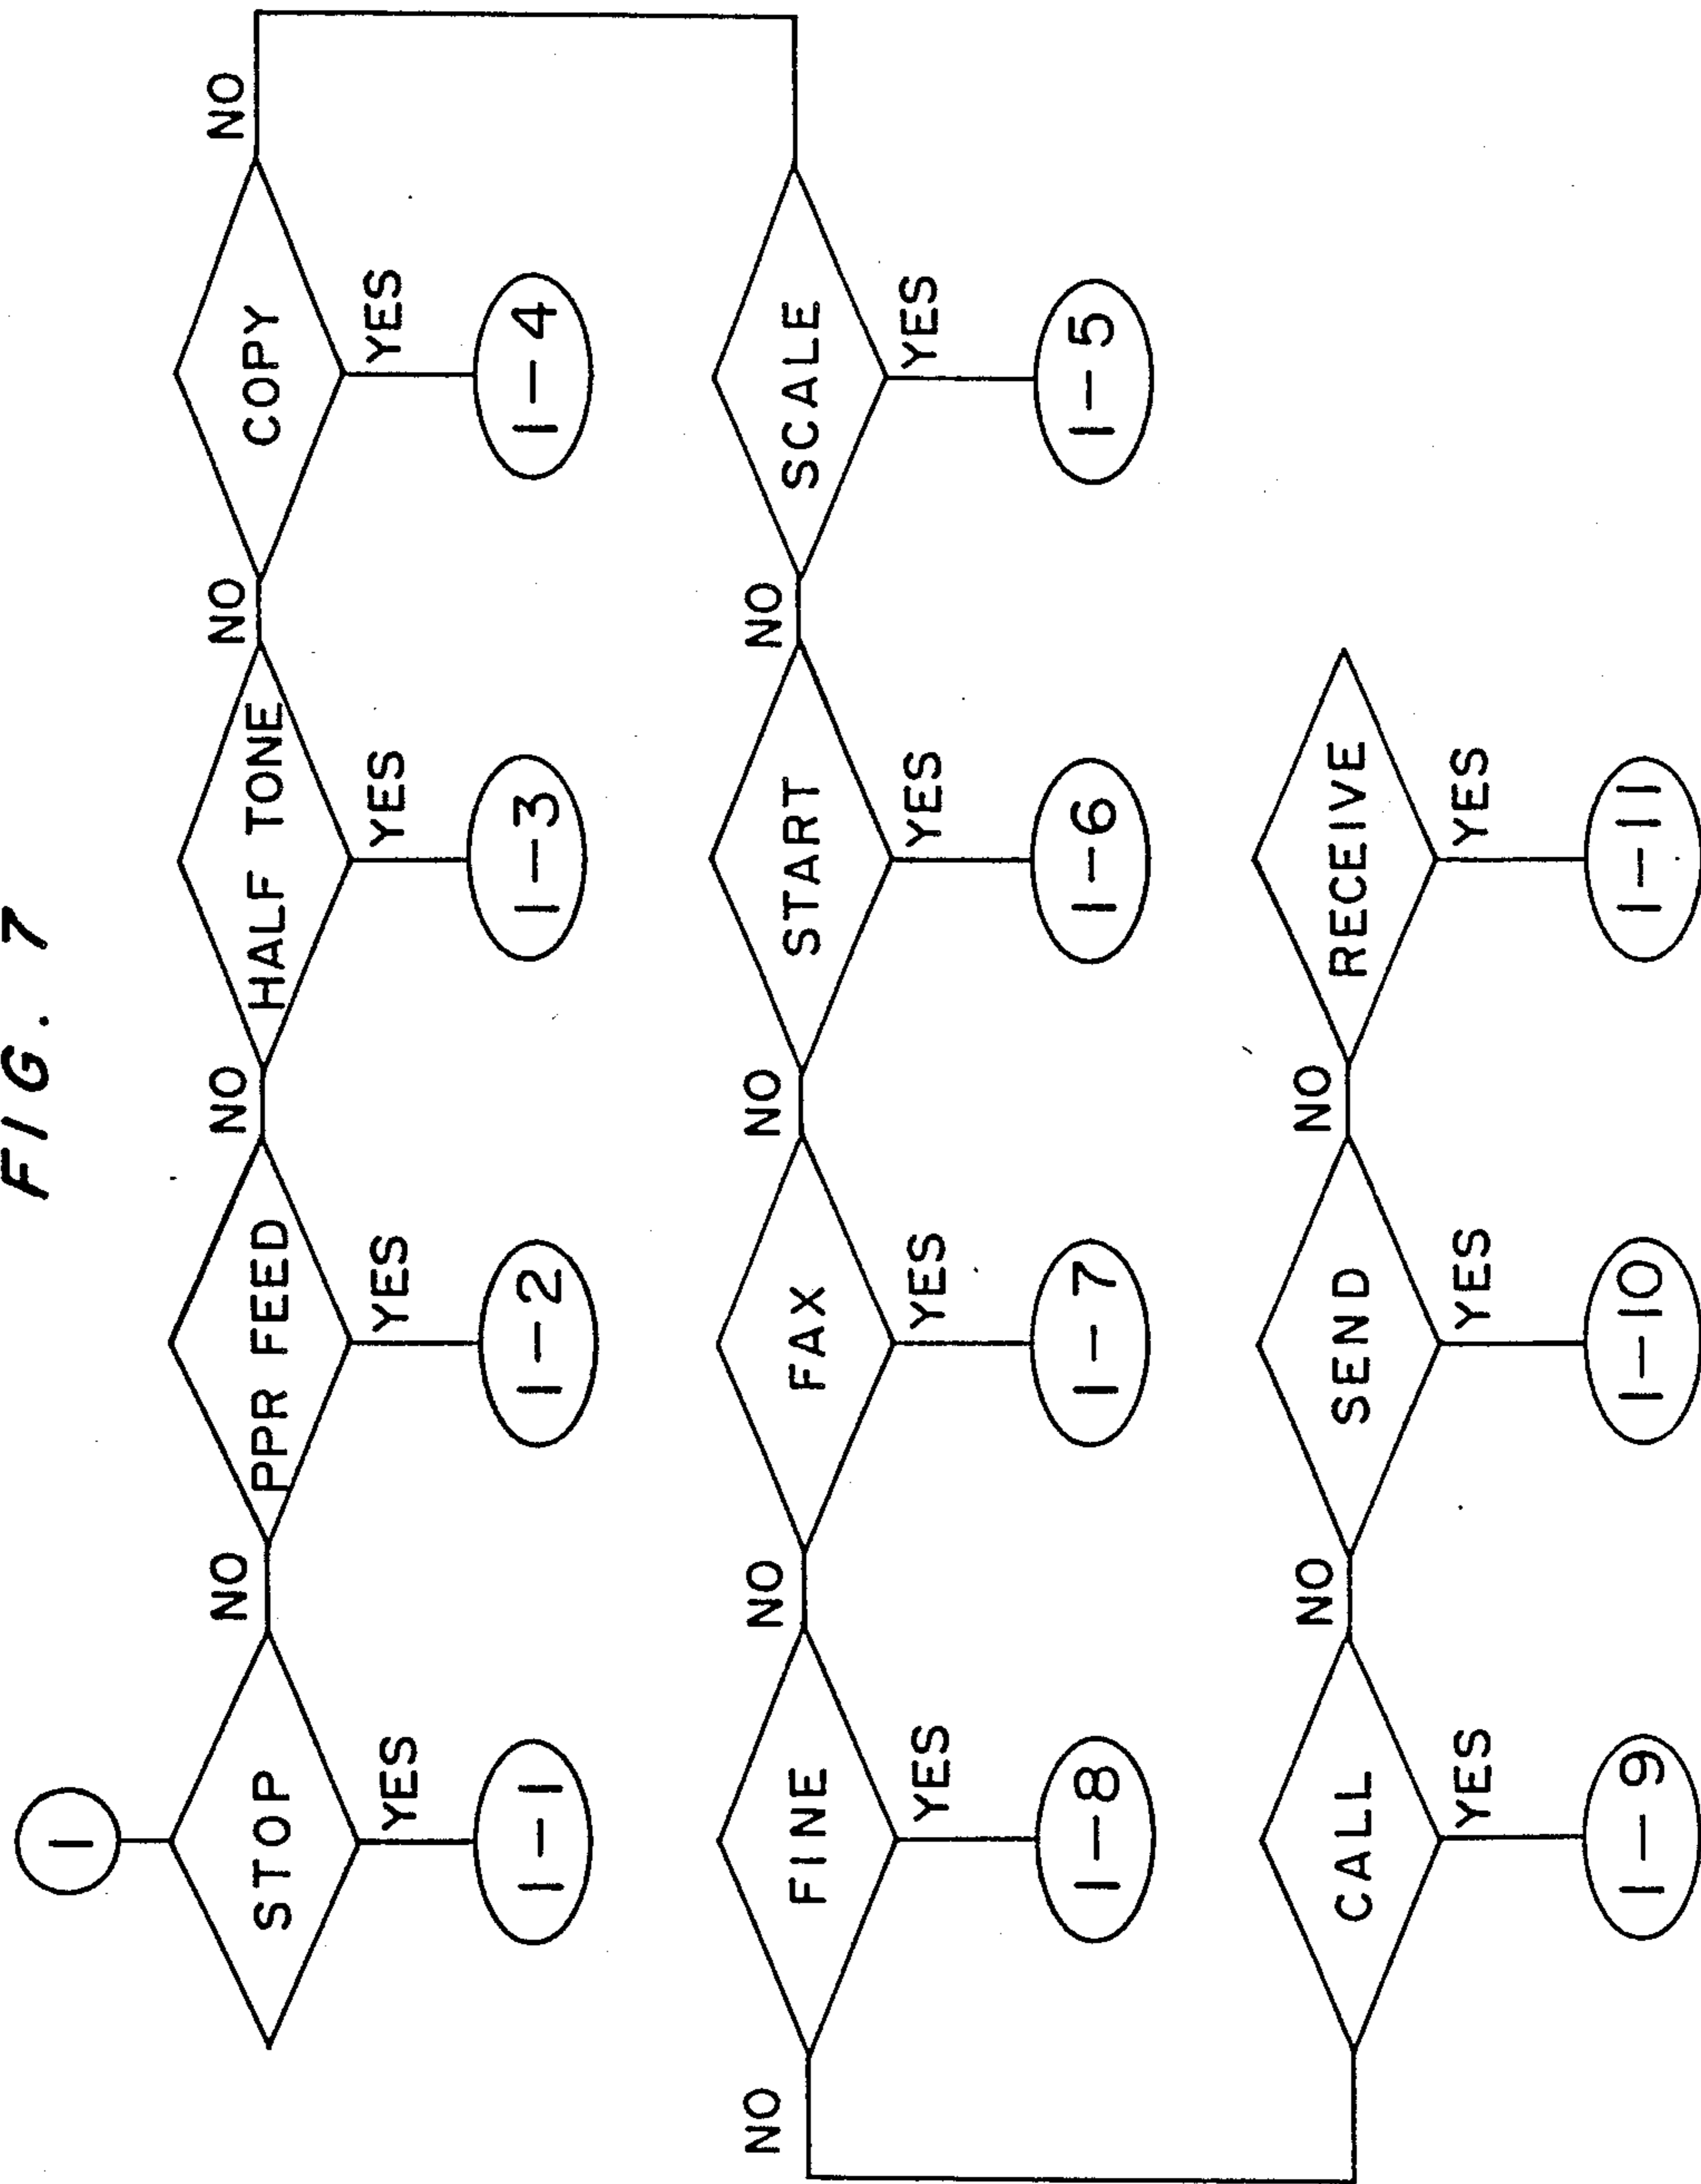 FIG. 7
1
STOP
NO
PPR FEED
NO
HALF TONE
NO
COPY
NO
YES
YES
YES
YES
1-1
1-2
1-3
1-4
NO
FINE
NO
FAX
NO
START
NO
SCALE
YES
YES
YES
YES
1-8
1-7
1-6
1-5
CALL
NO
SEND
NO
RECEIVE
YES
YES
YES
1-9
1-10
1-11